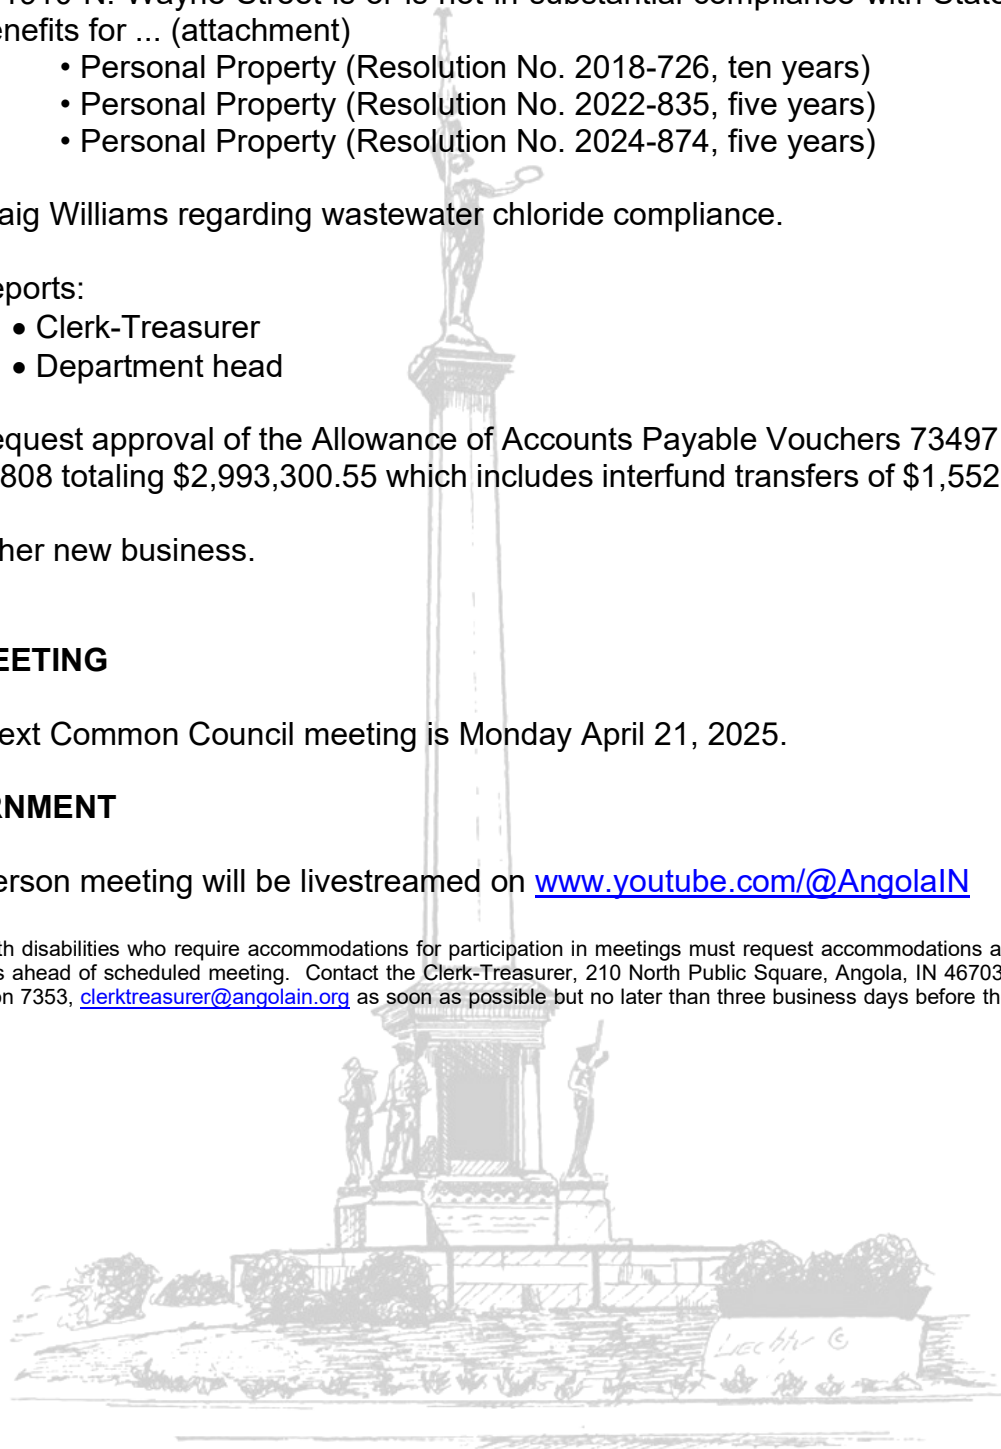 N. Wayne Street is or is not in substantial compliance with State
enefits for ... (attachment)
• Personal Property (Resolution No. 2018-726, ten years)
• Personal Property (Resolution No. 2022-835, five years)
• Personal Property (Resolution No. 2024-874, five years)
aig Williams regarding wastewater chloride compliance.
eports:
• Clerk-Treasurer
• Department head
equest approval of the Allowance of Accounts Payable Vouchers 73497
808 totaling $2,993,300.55 which includes interfund transfers of $1,552
her new business.
EETING
ext Common Council meeting is Monday April 21, 2025.
RNMENT
erson meeting will be livestreamed on www.youtube.com/@AngolaIN
th disabilities who require accommodations for participation in meetings must request accommodations a
s ahead of scheduled meeting. Contact the Clerk-Treasurer, 210 North Public Square, Angola, IN 46703
on 7353, clerktreasurer@angolain.org as soon as possible but no later than three business days before th